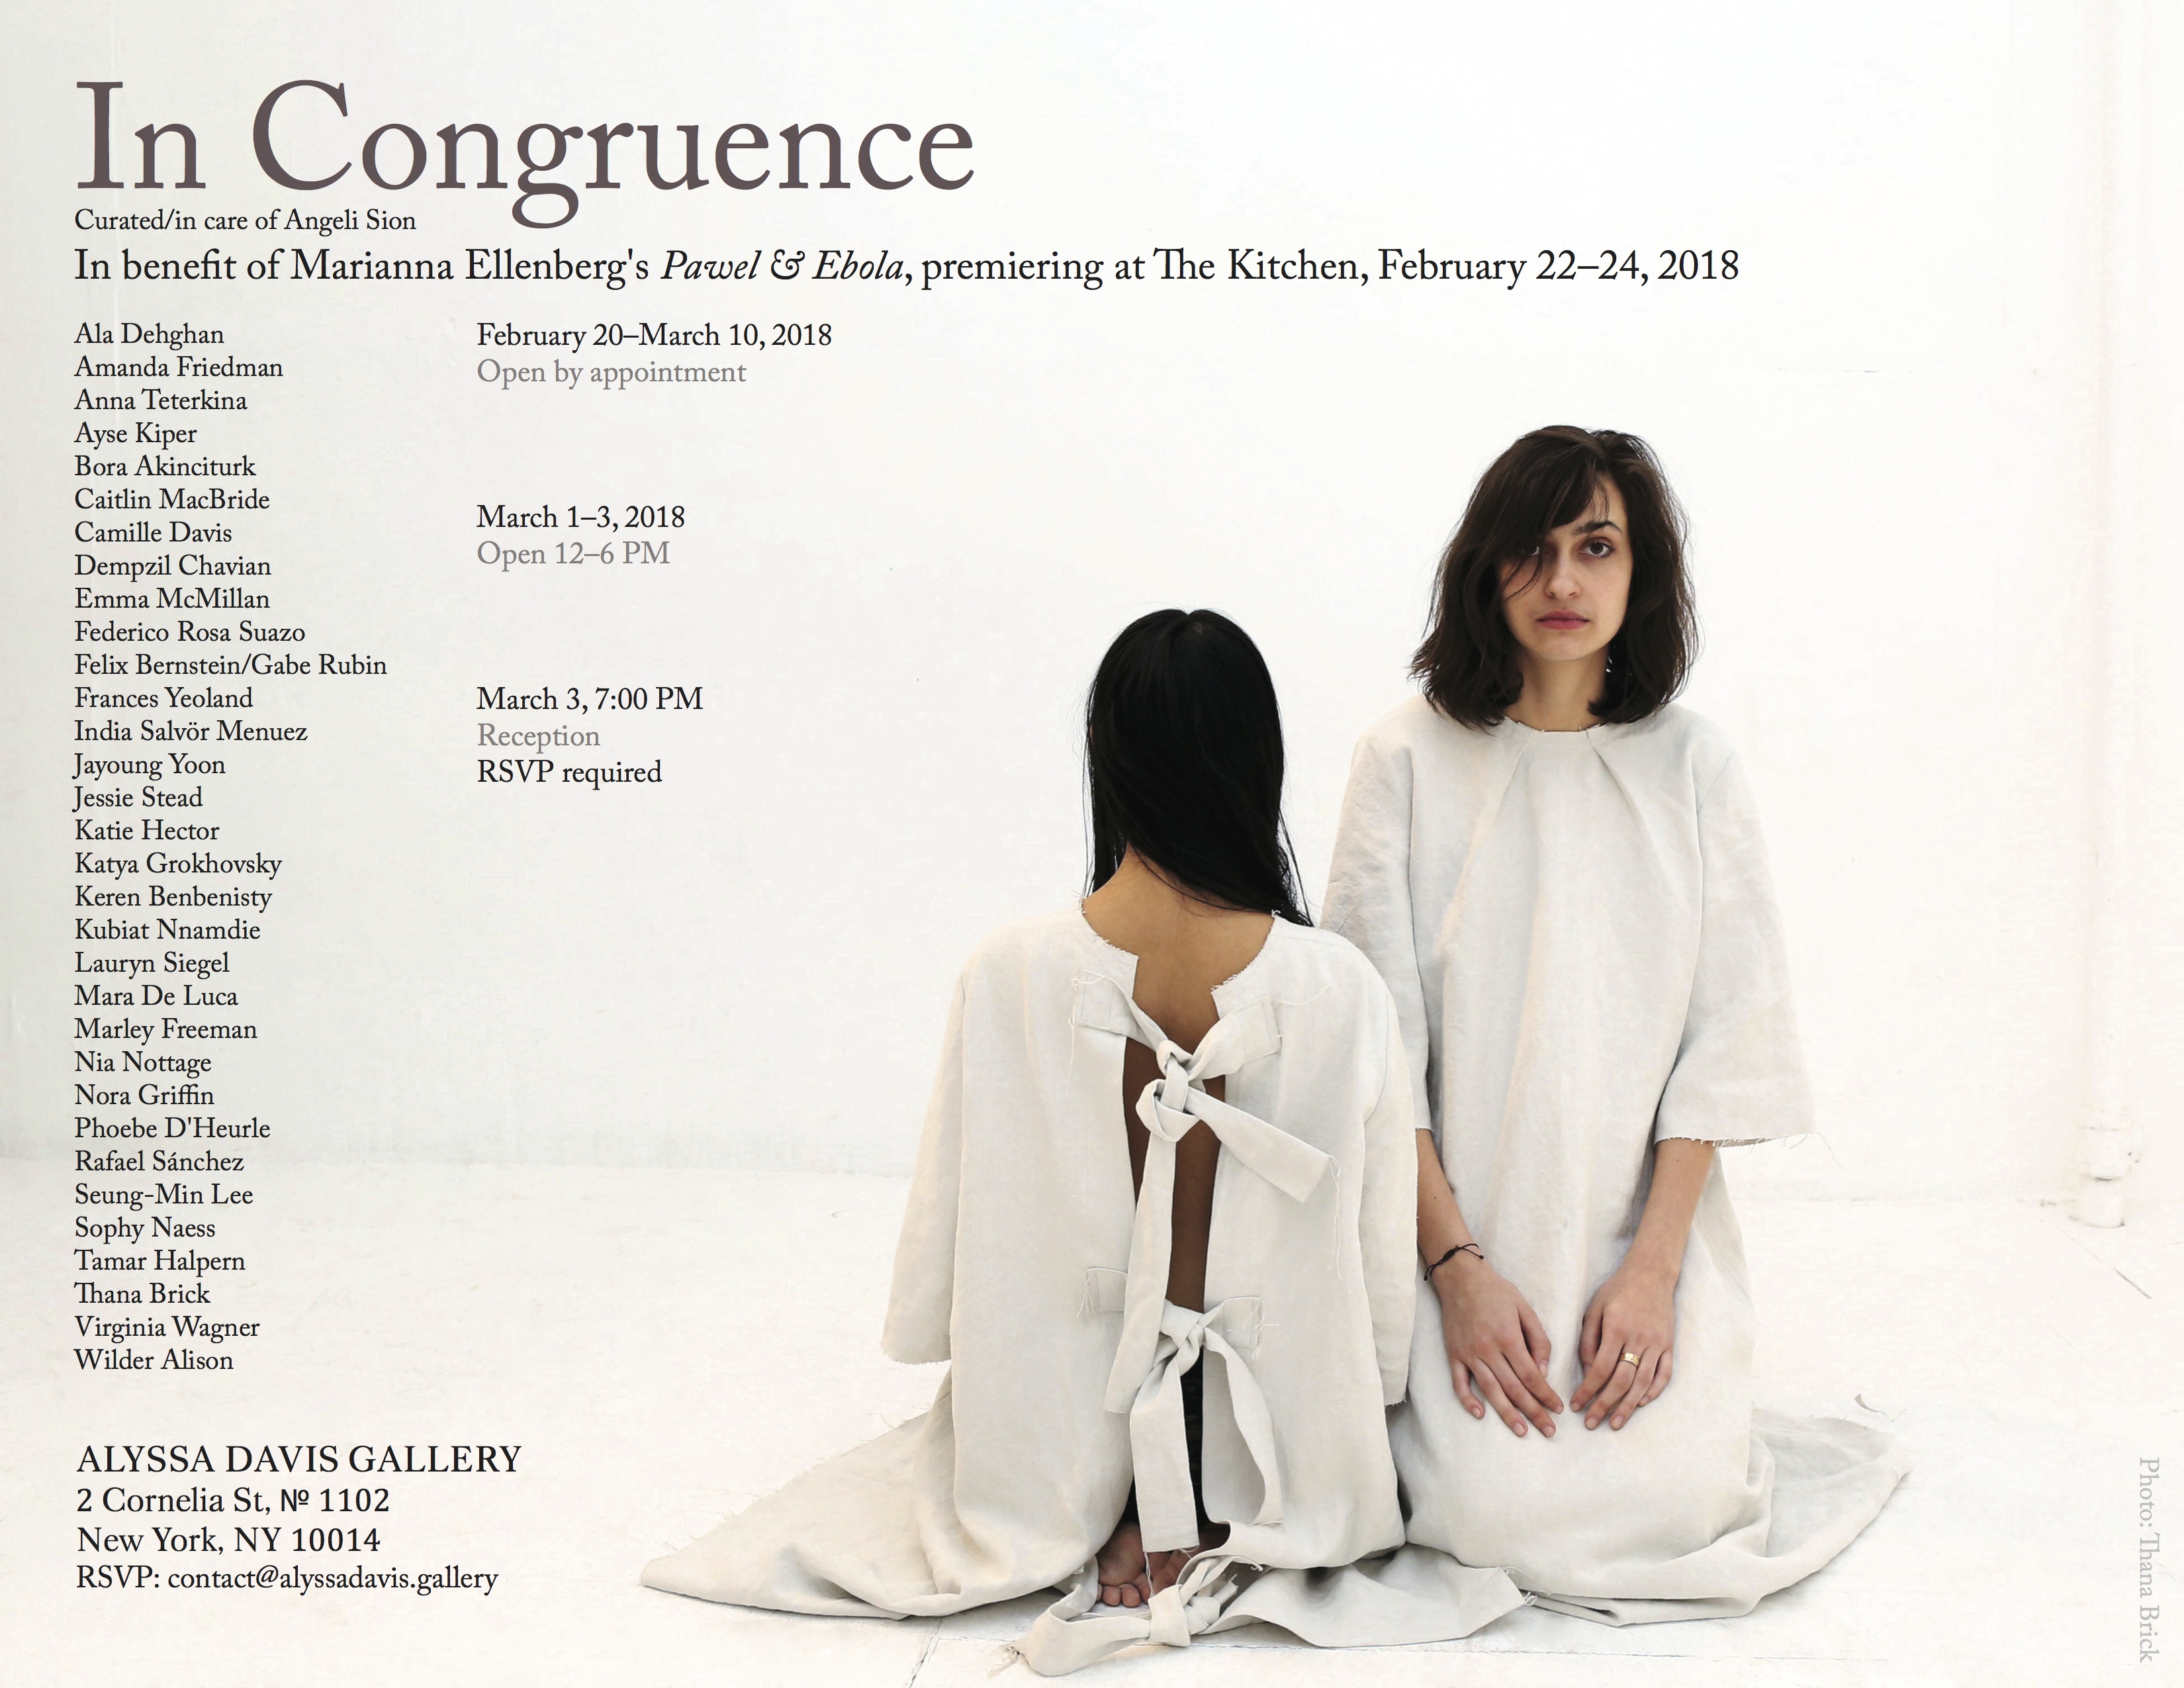 In Congruence
Curated/in care of Angeli Sion
In benefit of Marianna Ellenberg's Pawel & Ebola, premiering at The Kitchen, February 22–24, 2018
Ala Dehghan
Amanda Friedman
Anna Teterkina
Ayse Kiper
Bora Akinciturk
Caitlin MacBride
Camille Davis
Dempzil Chavian
Emma McMillan
Federico Rosa Suazo
Felix Bernstein/Gabe Rubin
Frances Yeoland
India Salvör Menuez
Jayoung Yoon
Jessie Stead
Katie Hector
Katya Grokhovsky
Keren Benbenisty
Kubiat Nnamdie
Lauryn Siegel
Mara De Luca
Marley Freeman
Nia Nottage
Nora Griffin
Phoebe D'Heurle
Rafael Sánchez
Seung-Min Lee
Sophy Naess
Tamar Halpern
Thana Brick
Virginia Wagner
Wilder Alison
February 20–March 10, 2018
Open by appointment
March 1–3, 2018
Open 12–6 PM
March 3, 7:00 PM
Reception
RSVP required
ALYSSA DAVIS GALLERY
2 Cornelia St, № 1102
New York, NY 10014
RSVP: contact@alyssadavis.gallery
Photo: Thana Brick